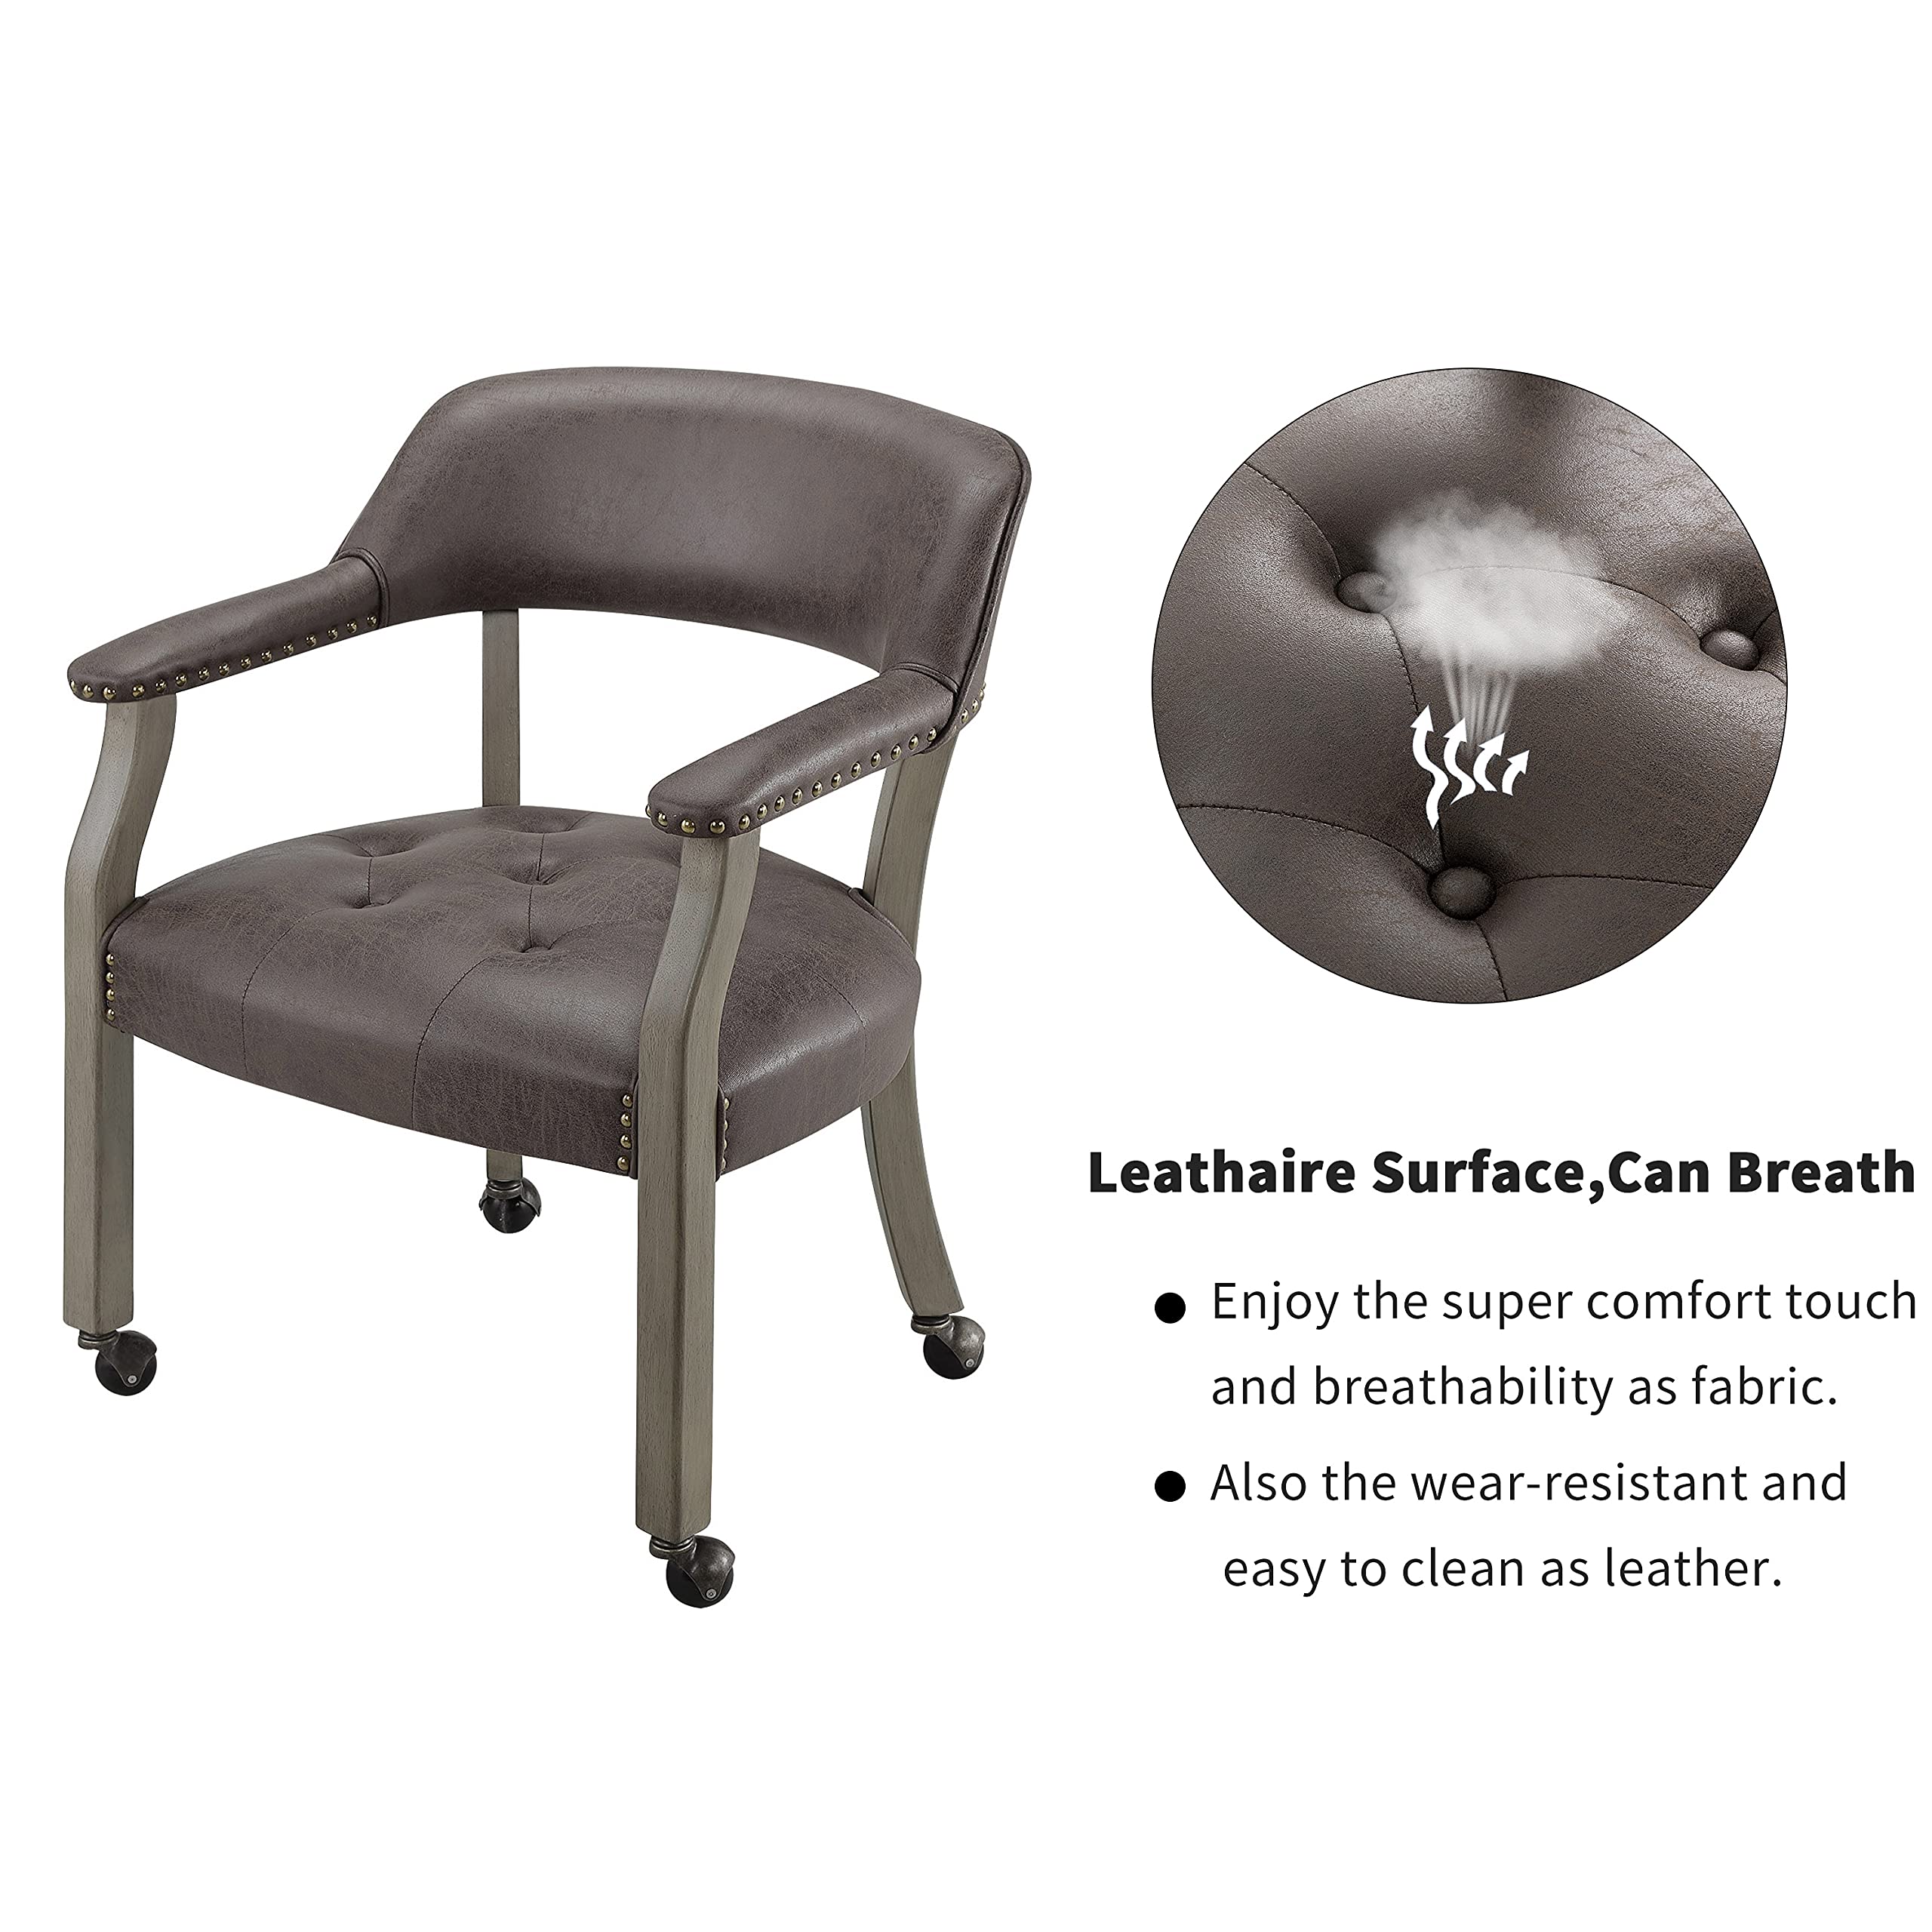 Leathaire Surface,Can Breath
● Enjoy the super comfort touch
and breathability as fabric.
● Also the wear-resistant and
easy to clean as leather.